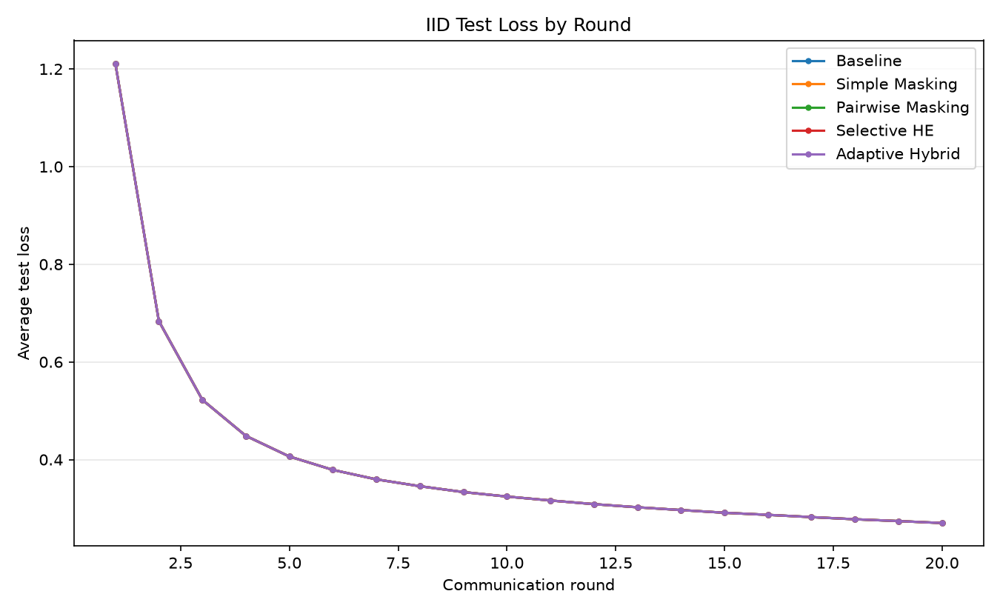 IID Test Loss by Round
Baseline
Simple Masking
Pairwise Masking
Selective HE
Adaptive Hybrid
Average test loss
1.2
1.0
0.8
0.6
0.4
2.5 5.0 7.5 10.0 12.5 15.0 17.5 20.0
Communication round